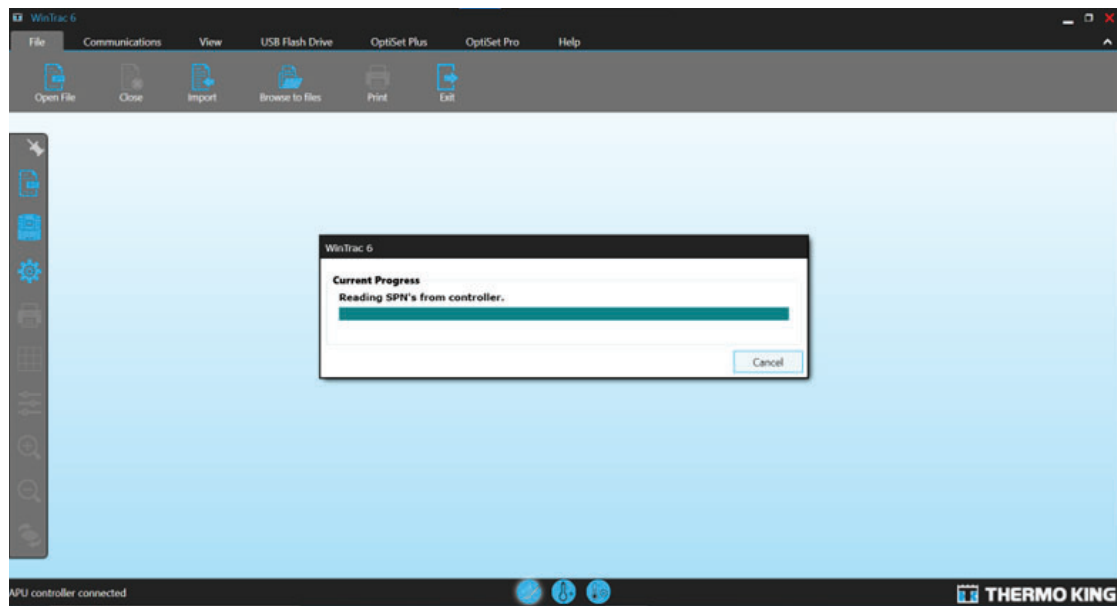 WinTrac 6
File Communications View USB Flash Drive OptiSet Plus OptiSet Pro Help
Open File Close Import Browse to files Print Exit
WinTrac 6
Current Progress
Reading SPN's from controller.
Cancel
APU controller connected
THERMO KING